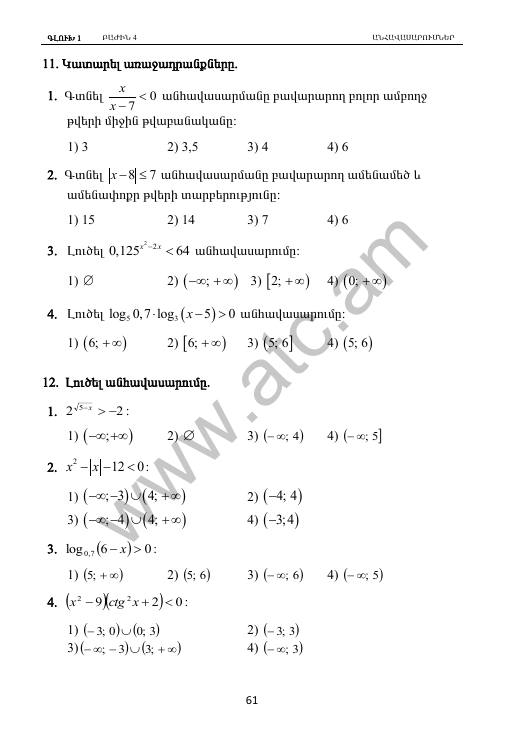 ԳԼՈՒԽ 1 ԲԱԺԻՆ 4 ԱՆՀԱՎԱՍԱՐՈՒՄՆԵՐ
11. Կատարել առաջադրանքները.
1. Գտնել x/(x−7) < 0 անհավասարմանը բավարարող բոլոր ամբողջ
թվերի միջին թվաբանականը:
1) 3 2) 3,5 3) 4 4) 6
2. Գտնել |x−8| ≤ 7 անհավասարմանը բավարարող ամենամեծ և
ամենափոքր թվերի տարբերությունը:
1) 15 2) 14 3) 7 4) 6
3. Լուծել 0,125^(x²−2x) < 64 անհավասարումը:
1) ∅ 2) (−∞; +∞) 3) [2; +∞) 4) (0; +∞)
4. Լուծել log₅ 0,7·log₃ (x−5) > 0 անհավասարումը:
1) (6; +∞) 2) [6; +∞) 3) (5; 6] 4) (5; 6)
12. Լուծել անհավասարումը.
1. 2^(√(5−x)) > −2 :
1) (−∞;+∞) 2) ∅ 3) (−∞; 4) 4) (−∞; 5]
2. x² − |x| −12 < 0 :
1) (−∞;−3)∪(4; +∞) 2) (−4; 4)
3) (−∞;−4)∪(4; +∞) 4) (−3;4)
3. log₀,₇ (6 − x) > 0 :
1) (5; +∞) 2) (5; 6) 3) (−∞; 6) 4) (−∞; 5)
4. (x² − 9)(ctg² x + 2) < 0 :
1) (−3; 0)∪(0; 3) 2) (−3; 3)
3) (−∞; −3)∪(3; +∞) 4) (−∞; 3)
www.atc.am
61